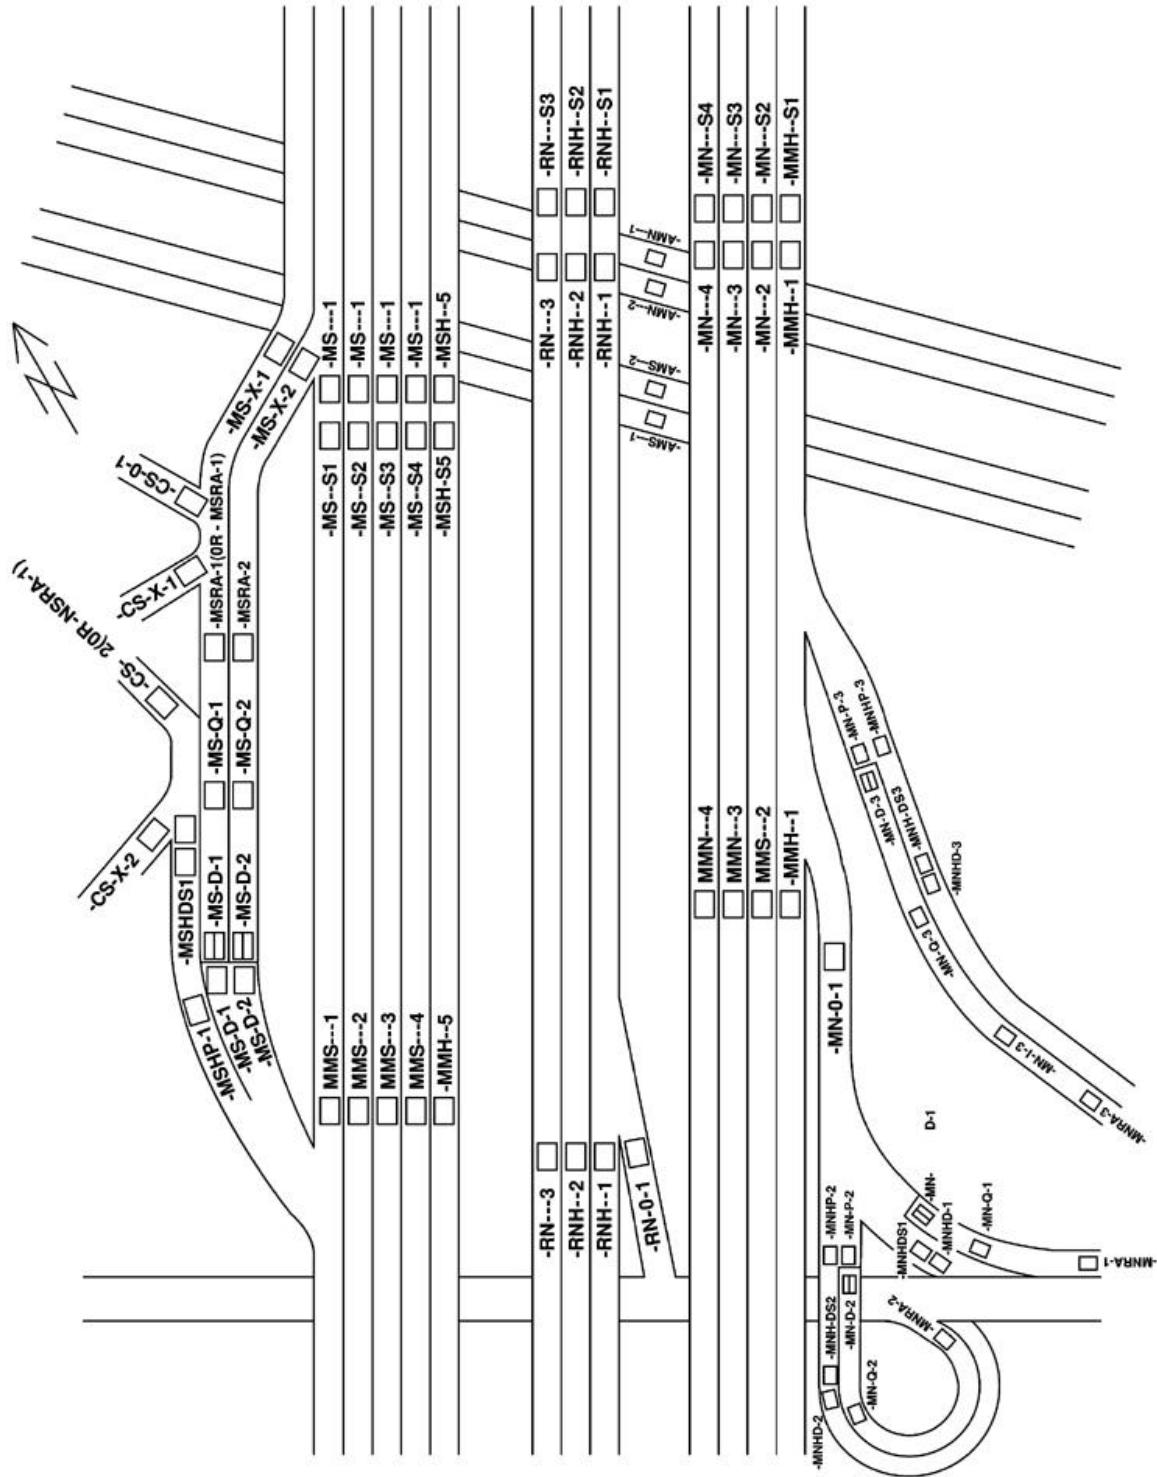 -RN---S3
-RNH--S2
-RNH--S1
-MN---S4
-MN---S3
-MN---S2
-MMH--S1
-AMN---1
-AMN---2
-RN---3
-RNH--2
-RNH--1
-MN---4
-MN---3
-MN---2
-MMH--1
-MS-X-1
-MS-X-2
-MS---1
-MS---1
-MS---1
-MS---1
-MSH--5
-AMS---2
-AMS---1
-CS-0-1
-MS--S1
-MS--S2
-MS--S3
-MS--S4
-MSH-S5
-CS-X-1
-MSRA-1(0R - MSRA-1)
-MSRA-2
-CS- 2(0R-NSRA-1)
-MS-Q-1
-MS-Q-2
-MN-P-3
-MNHP-3
-MN-D-3
-MNH-DS3
-MNHD-3
MMN---4
MMN---3
MMS---2
-MMH--1
-CS-X-2
-MSHDS1
-MS-D-1
-MS-D-2
-MN-Q-3
-MN-0-1
-MSHP-1
-MS-D-1
-MS-D-2
MMS---1
MMS---2
MMS---3
MMS---4
-MMH--5
-MN-I-3
-MNRA-3
D-1
-RN---3
-RNH--2
-RNH--1
-RN-0-1
-MNHP-2
-MN-P-2
-MN-
-MNHDS1
-MNHD-1
-MN-Q-1
-MNRA-1
-MNH-DS2
-MN-D-2
-MNRA-2
-MNHD-2
-MN-Q-2